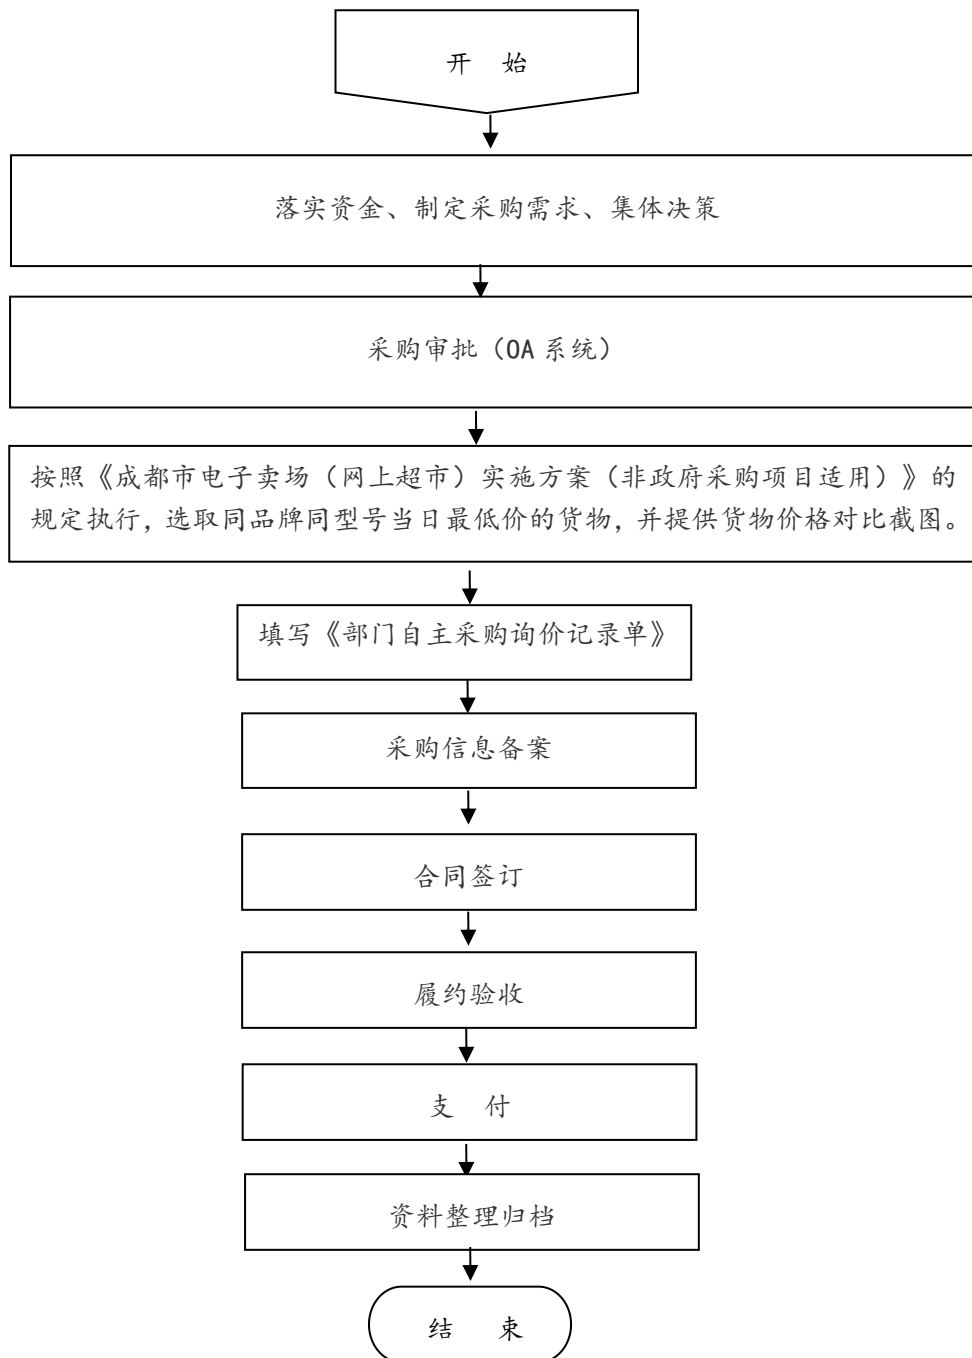 开 始
落实资金、制定采购需求、集体决策
采购审批（OA 系统）
按照《成都市电子卖场（网上超市）实施方案（非政府采购项目适用）》的
规定执行，选取同品牌同型号当日最低价的货物，并提供货物价格对比截图。
填写《部门自主采购询价记录单》
采购信息备案
合同签订
履约验收
支 付
资料整理归档
结 束